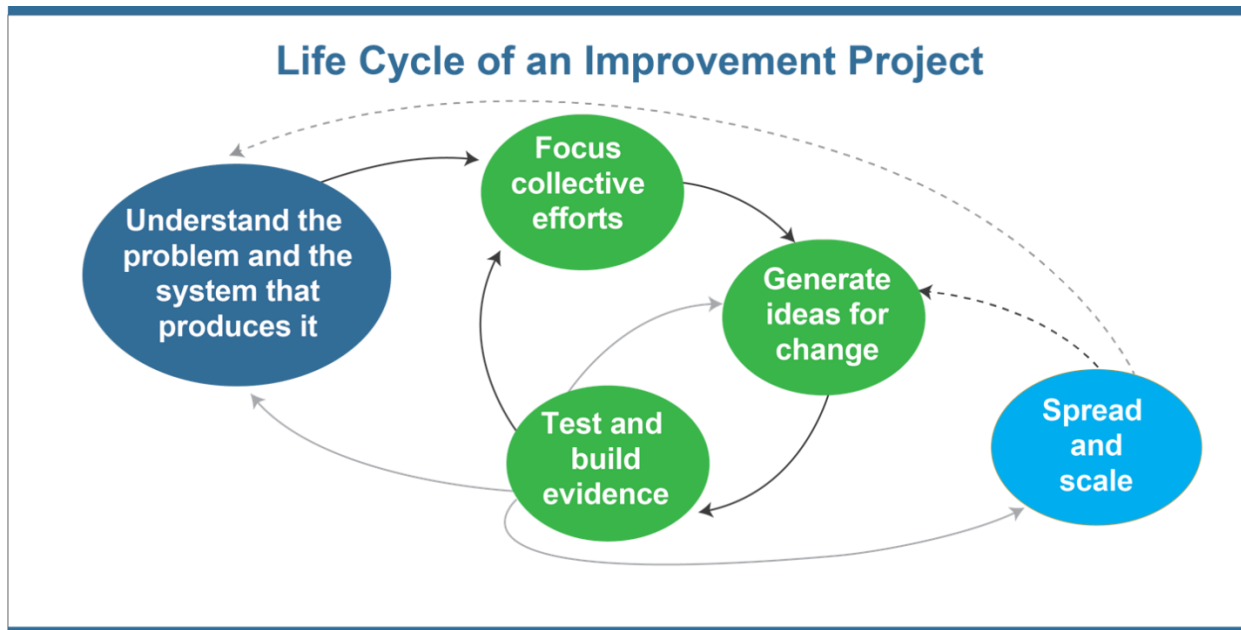 Life Cycle of an Improvement Project
Understand the
problem and the
system that
produces it
Focus
collective
efforts
Generate
ideas for
change
Test and
build
evidence
Spread
and
scale